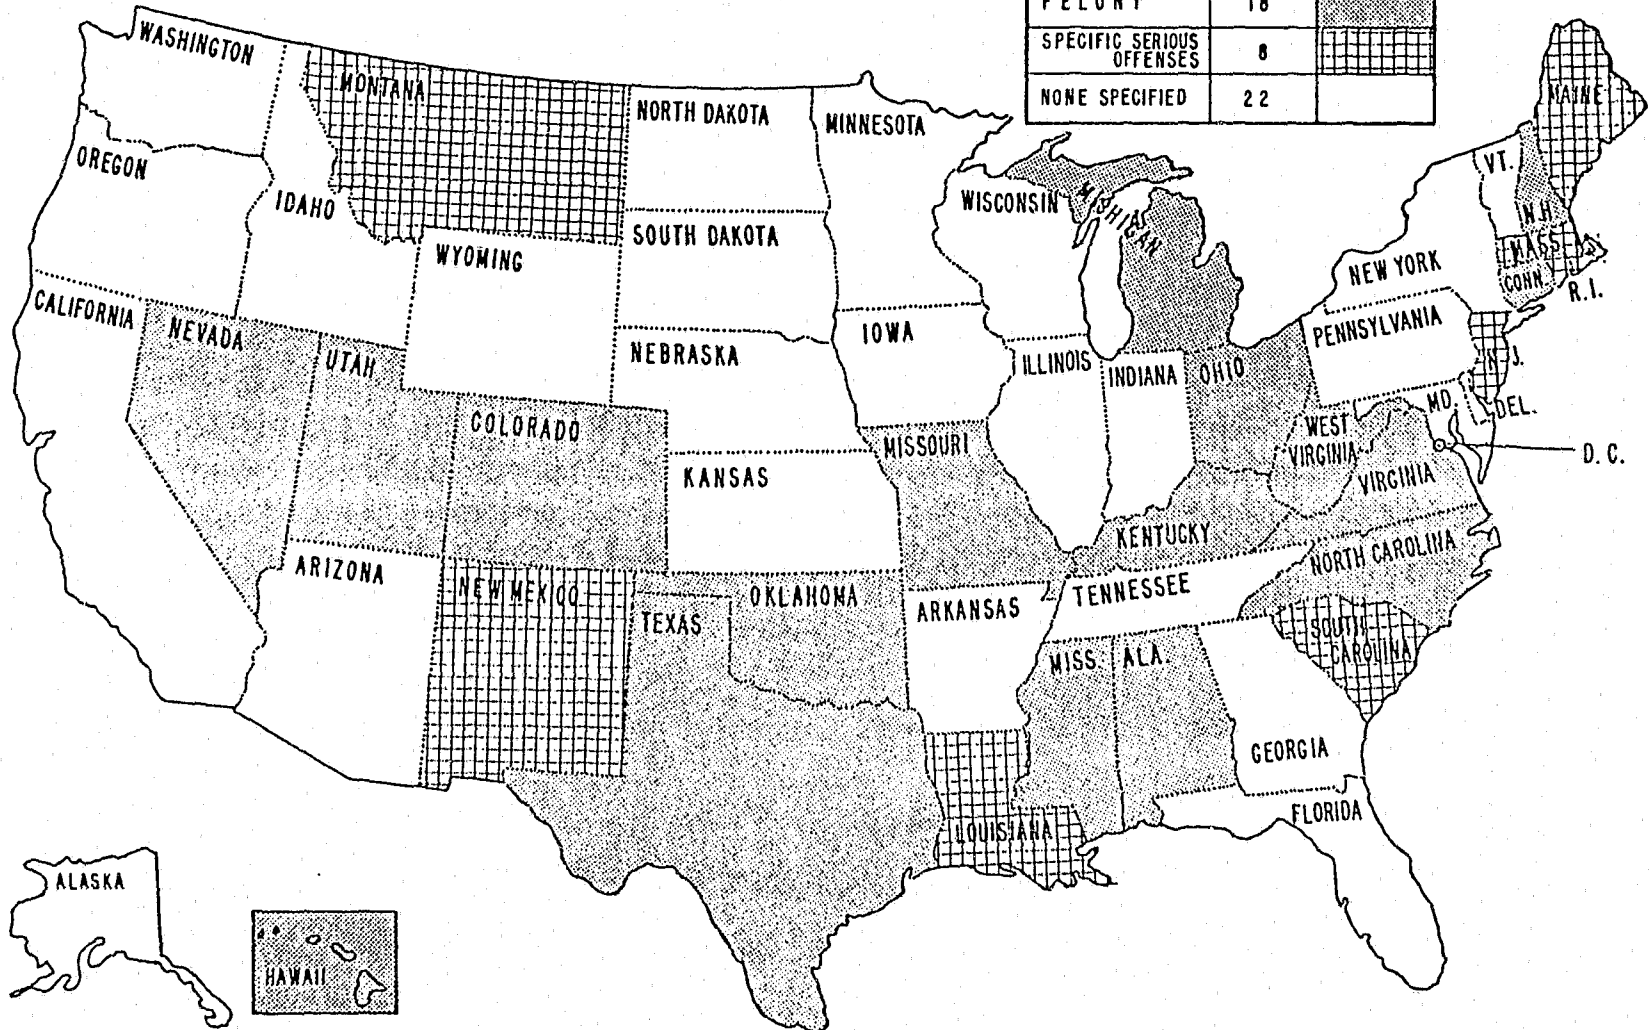 FELONY 18
SPECIFIC SERIOUS
OFFENSES 8
NONE SPECIFIED 22
WASHINGTON
MONTANA
NORTH DAKOTA
MINNESOTA
MAINE
OREGON
IDAHO
WISCONSIN
MICHIGAN
VT.
N.H.
SOUTH DAKOTA
WYOMING
NEW YORK
MASS.
CONN.
R.I.
CALIFORNIA
NEVADA
UTAH
NEBRASKA
IOWA
ILLINOIS
INDIANA
OHIO
PENNSYLVANIA
N.J.
MD.
DEL.
COLORADO
KANSAS
MISSOURI
WEST
VIRGINIA
VIRGINIA
D. C.
KENTUCKY
NORTH CAROLINA
ARIZONA
NEW MEXICO
TEXAS
OKLAHOMA
ARKANSAS
TENNESSEE
SOUTH
CAROLINA
MISS.
ALA.
GEORGIA
LOUISIANA
FLORIDA
ALASKA
HAWAII